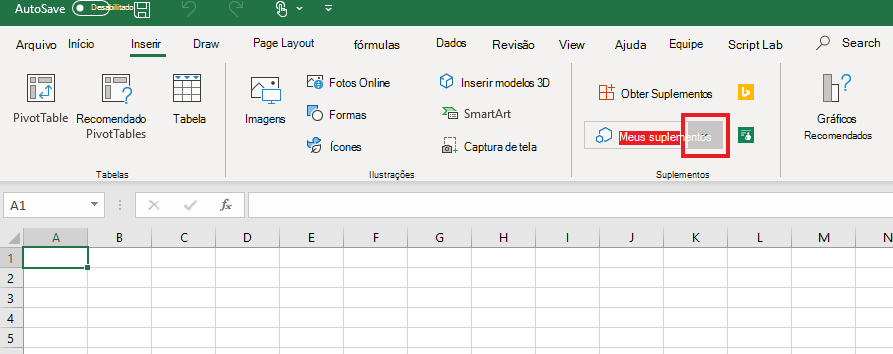 AutoSave Desabilitado
Arquivo Início Inserir Draw Page Layout fórmulas Dados Revisão View Ajuda Equipe Script Lab Search
PivotTable
Recomendado
PivotTables
Tabela
Tabelas
Imagens
Fotos Online
Formas
Ícones
Inserir modelos 3D
SmartArt
Captura de tela
Ilustrações
Obter Suplementos
Meus suplementos
Suplementos
Gráficos
Recomendados
A1 fx
A B C D E F G H I J K L M N
1
2
3
4
5